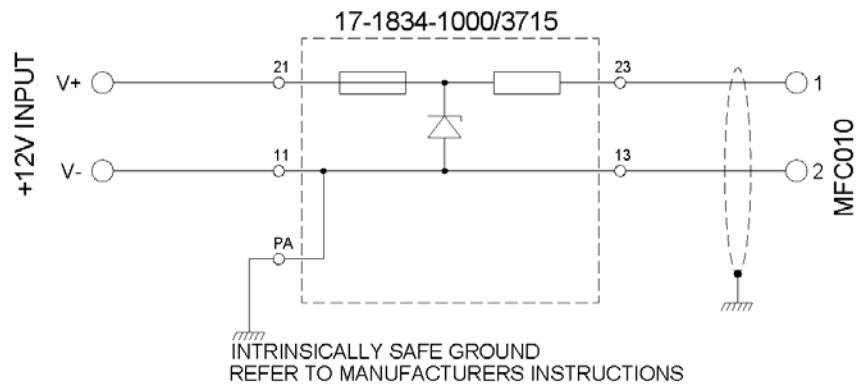 17-1834-1000/3715
+12V INPUT
V+
21
23
1
V-
11
13
2
MFC010
PA
INTRINSICALLY SAFE GROUND
REFER TO MANUFACTURERS INSTRUCTIONS